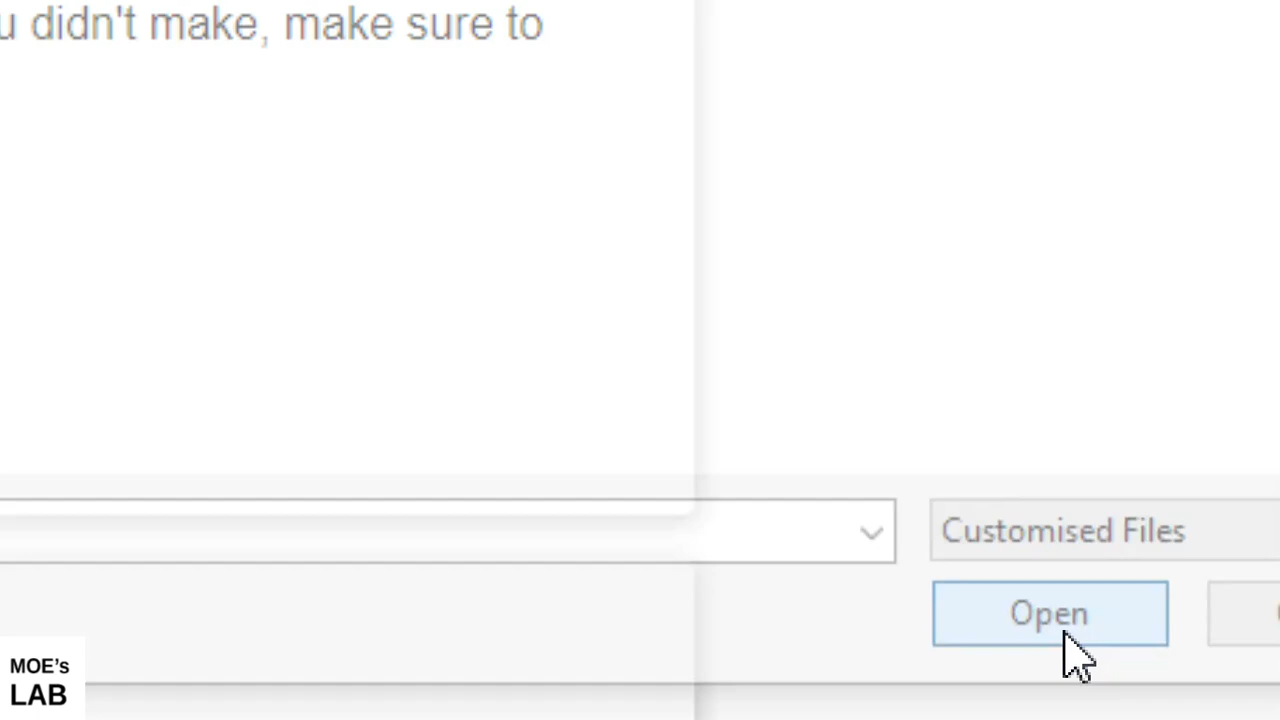 u didn't make, make sure to
Customised Files
Open
MOE's
LAB